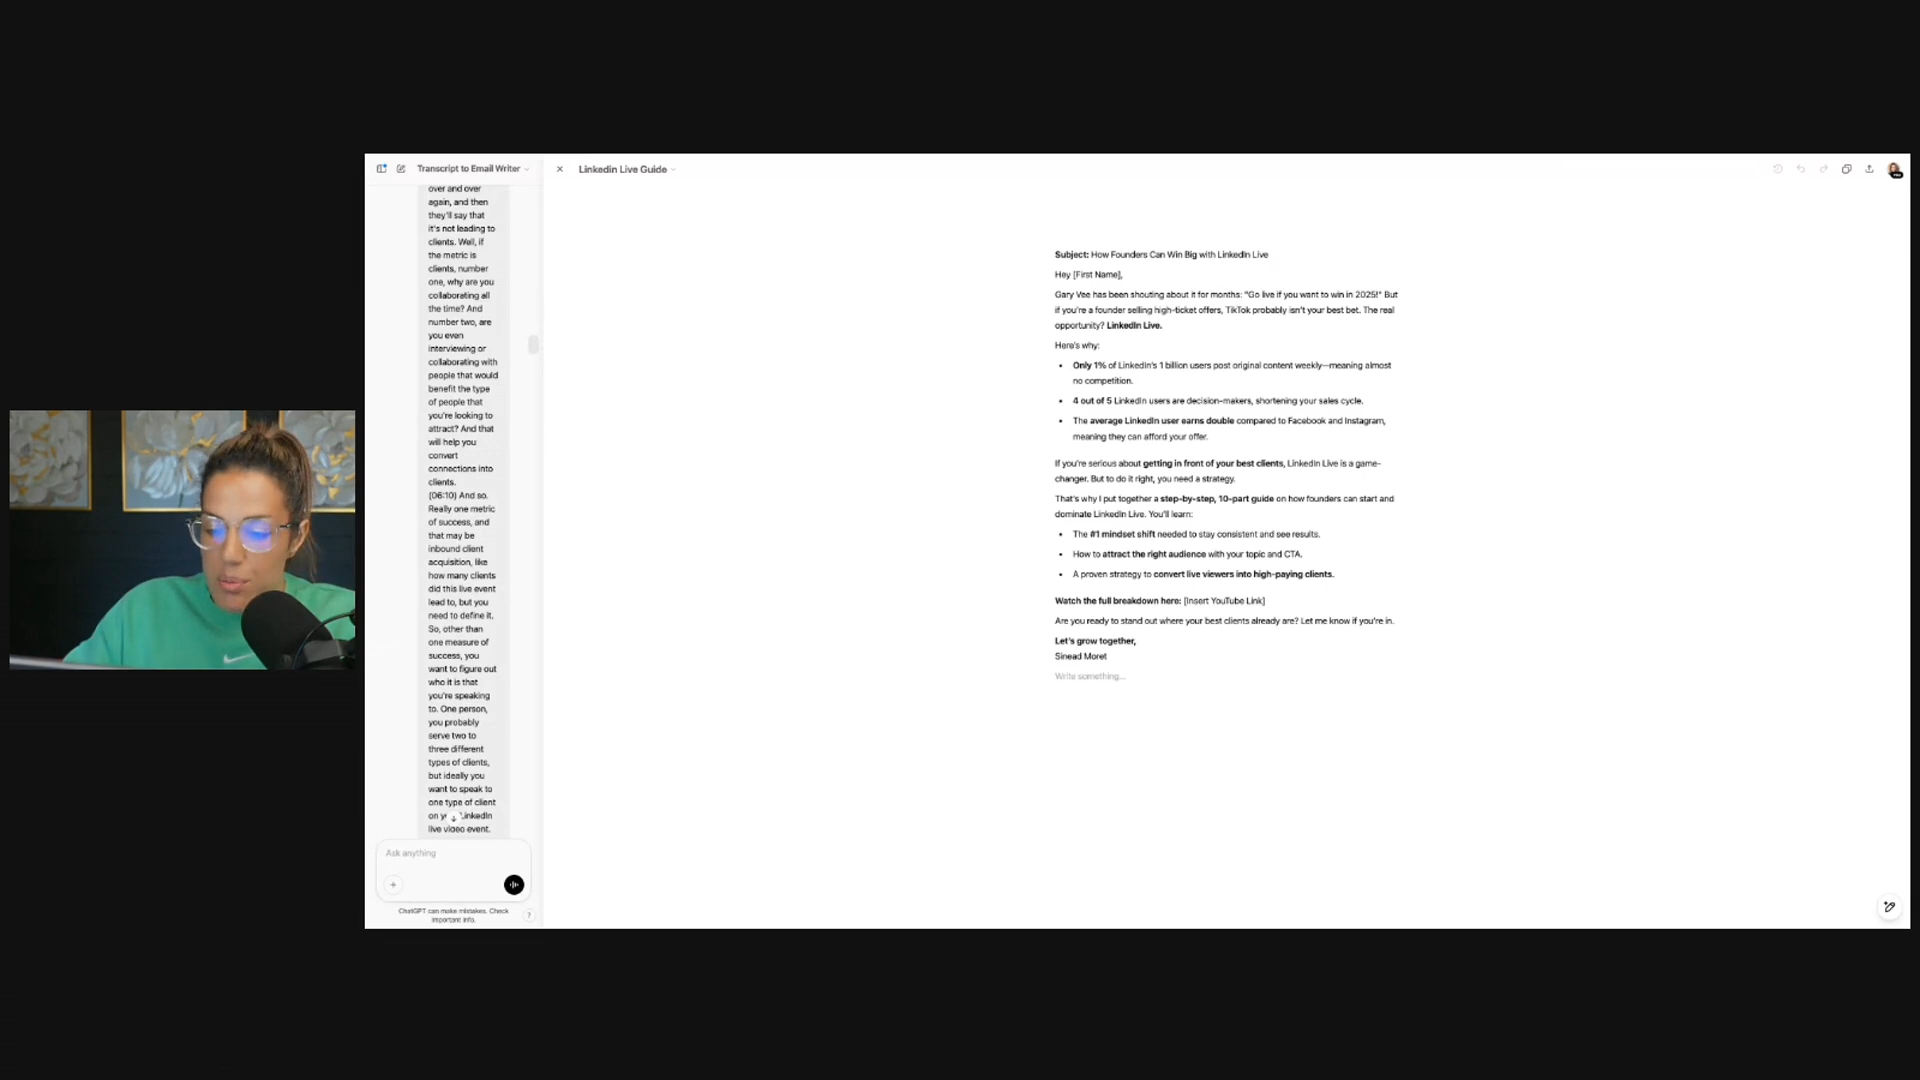 Transcript to Email Writer
over and over
again, and then
they'll say that
it's not leading to
clients. Well, if
the metric is
clients, number
one, why are you
collaborating all
the time? And
number two, are
you even
interviewing or
collaborating with
people that would
benefit the type
of people that
you're looking to
attract? And that
will help you
convert
connections into
clients.
(06:10) And so.
Really one metric
of success, and
that may be
inbound client
acquisition, like
how many clients
did this live event
lead to, but you
need to define it.
So, other than
one measure of
success, you
want to figure out
who it is that
you're speaking
to. One person,
you probably
serve two to
three different
types of clients,
but ideally you
want to speak to
one type of client
on LinkedIn
live video event.
Ask anything
ChatGPT can make mistakes. Check
important info.
?
Linkedin Live Guide
Subject: How Founders Can Win Big with LinkedIn Live
Hey [First Name],
Gary Vee has been shouting about it for months: "Go live if you want to win in 2025!" But
if you're a founder selling high-ticket offers, TikTok probably isn't your best bet. The real
opportunity? LinkedIn Live.
Here's why:
• Only 1% of LinkedIn's 1 billion users post original content weekly—meaning almost
no competition.
• 4 out of 5 LinkedIn users are decision-makers, shortening your sales cycle.
• The average LinkedIn user earns double compared to Facebook and Instagram,
meaning they can afford your offer.
If you're serious about getting in front of your best clients, LinkedIn Live is a game-
changer. But to do it right, you need a strategy.
That's why I put together a step-by-step, 10-part guide on how founders can start and
dominate LinkedIn Live. You'll learn:
• The #1 mindset shift needed to stay consistent and see results.
• How to attract the right audience with your topic and CTA.
• A proven strategy to convert live viewers into high-paying clients.
Watch the full breakdown here: [Insert YouTube Link]
Are you ready to stand out where your best clients already are? Let me know if you're in.
Let's grow together,
Sinead Moret
Write something...